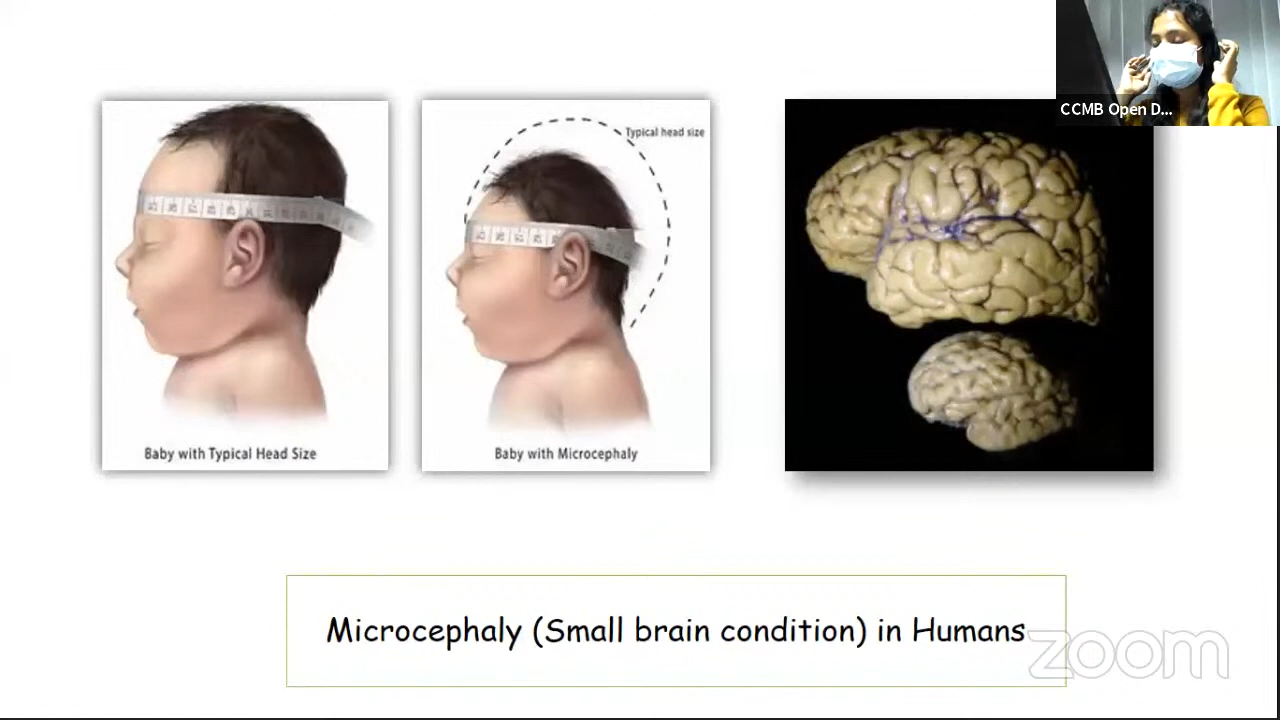 CCMB Open D...
Typical head size
Baby with Typical Head Size
Baby with Microcephaly
Microcephaly (Small brain condition) in Humans
zoom